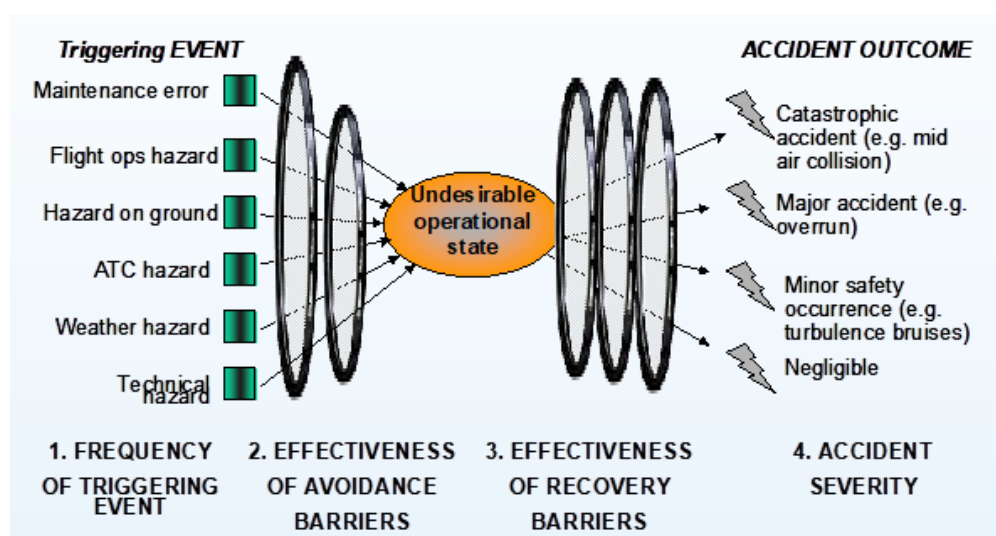 Triggering EVENT
Maintenance error
Flight ops hazard
Hazard on ground
ATC hazard
Weather hazard
Technical
hazard
Undesirable
operational
state
ACCIDENT OUTCOME
Catastrophic
accident (e.g. mid
air collision)
Major accident (e.g.
overrun)
Minor safety
occurrence (e.g.
turbulence bruises)
Negligible
1. FREQUENCY
OF TRIGGERING
EVENT
2. EFFECTIVENESS
OF AVOIDANCE
BARRIERS
3. EFFECTIVENESS
OF RECOVERY
BARRIERS
4. ACCIDENT
SEVERITY